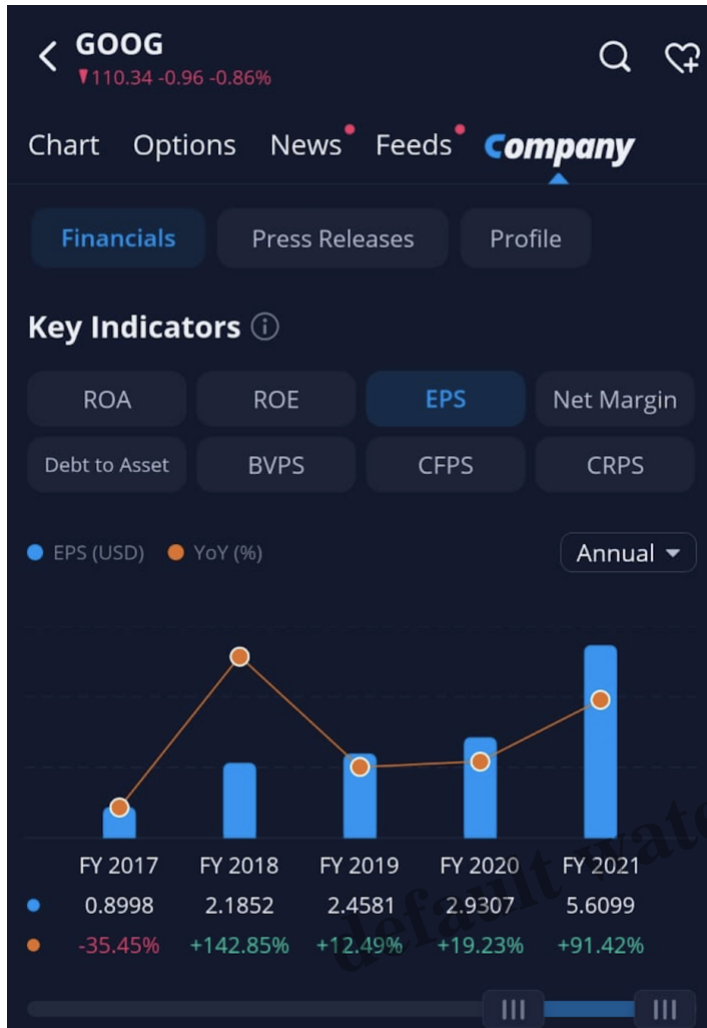 GOOG
▼110.34 -0.96 -0.86%
Chart Options News Feeds Company
Financials Press Releases Profile
Key Indicators
ROA ROE EPS Net Margin
Debt to Asset BVPS CFPS CRPS
EPS (USD) YoY (%) Annual
FY 2017 FY 2018 FY 2019 FY 2020 FY 2021
0.8998 2.1852 2.4581 2.9307 5.6099
-35.45% +142.85% +12.49% +19.23% +91.42%
default wate